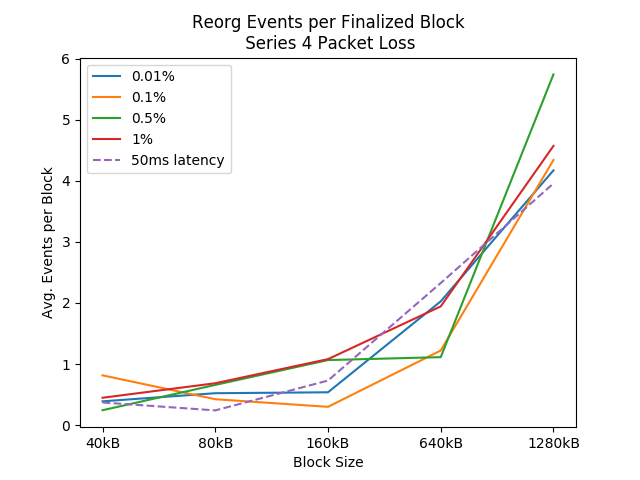 Reorg Events per Finalized Block
Series 4 Packet Loss
0.01%
0.1%
0.5%
1%
50ms latency
Avg. Events per Block
6
5
4
3
2
1
0
40kB 80kB 160kB 640kB 1280kB
Block Size